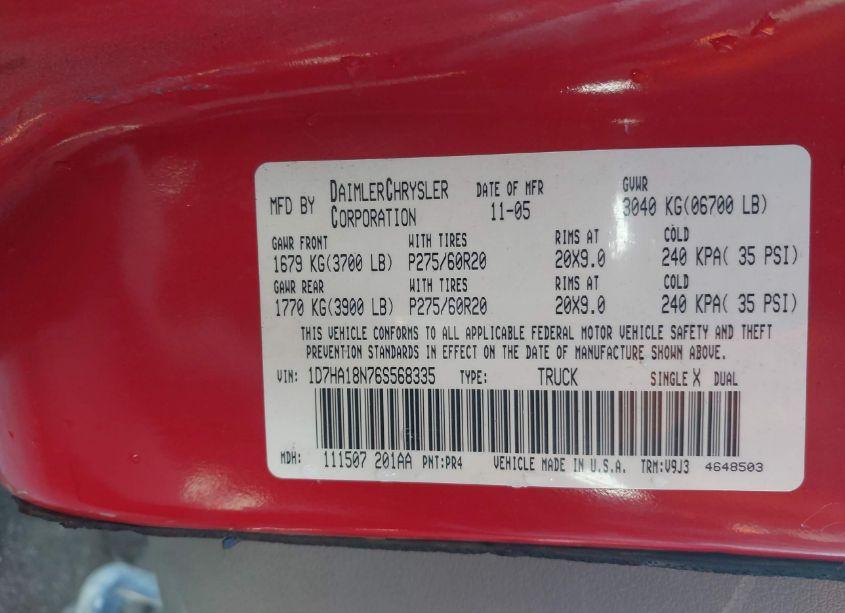 MFD BY DAIMLERCHRYSLER CORPORATION DATE OF MFR 11-05 GVWR 3040 KG(06700 LB)
GAWR FRONT WITH TIRES RIMS AT COLD
1679 KG(3700 LB) P275/60R20 20X9.0 240 KPA( 35 PSI)
GAWR REAR WITH TIRES RIMS AT COLD
1770 KG(3900 LB) P275/60R20 20X9.0 240 KPA( 35 PSI)
THIS VEHICLE CONFORMS TO ALL APPLICABLE FEDERAL MOTOR VEHICLE SAFETY AND THEFT
PREVENTION STANDARDS IN EFFECT ON THE DATE OF MANUFACTURE SHOWN ABOVE.
VIN: 1D7HA18N76S568335 TYPE: TRUCK SINGLE X DUAL
MDH: 111507 201AA PNT:PR4 VEHICLE MADE IN U.S.A. TRM:V9J3 4648503